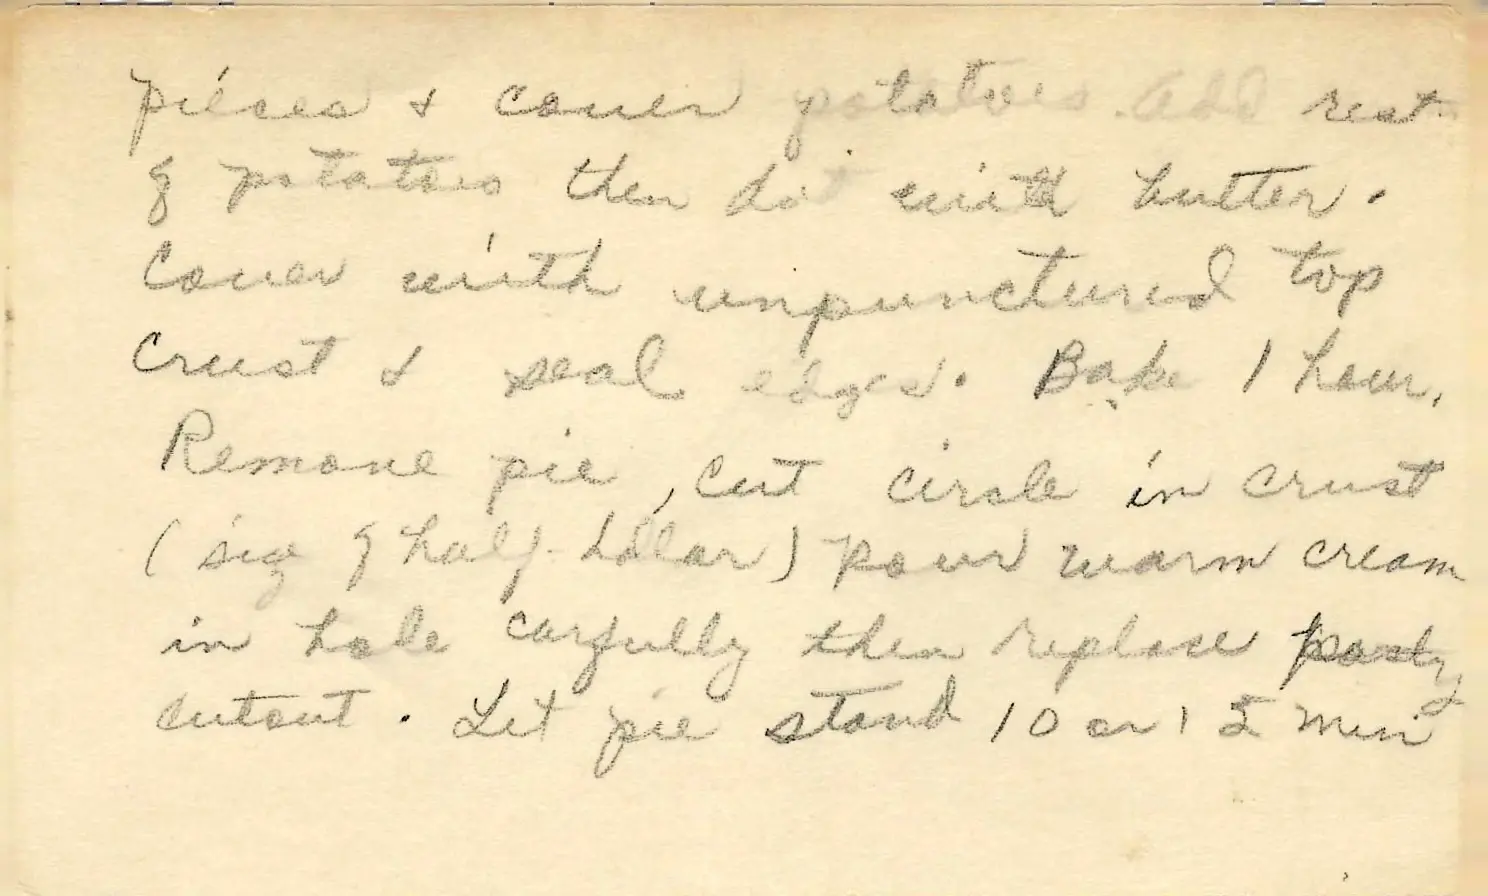 pieces & cover potatoes. Add rest
of potatoes then dot with butter.
Cover with unpunctured top
crust & seal edges. Bake 1 hour.
Remove pie, cut circle in crust
( size of half-dollar) pour warm cream
in hole carfully then replace pastry
cutout. Let pie stand 10 or 15 min